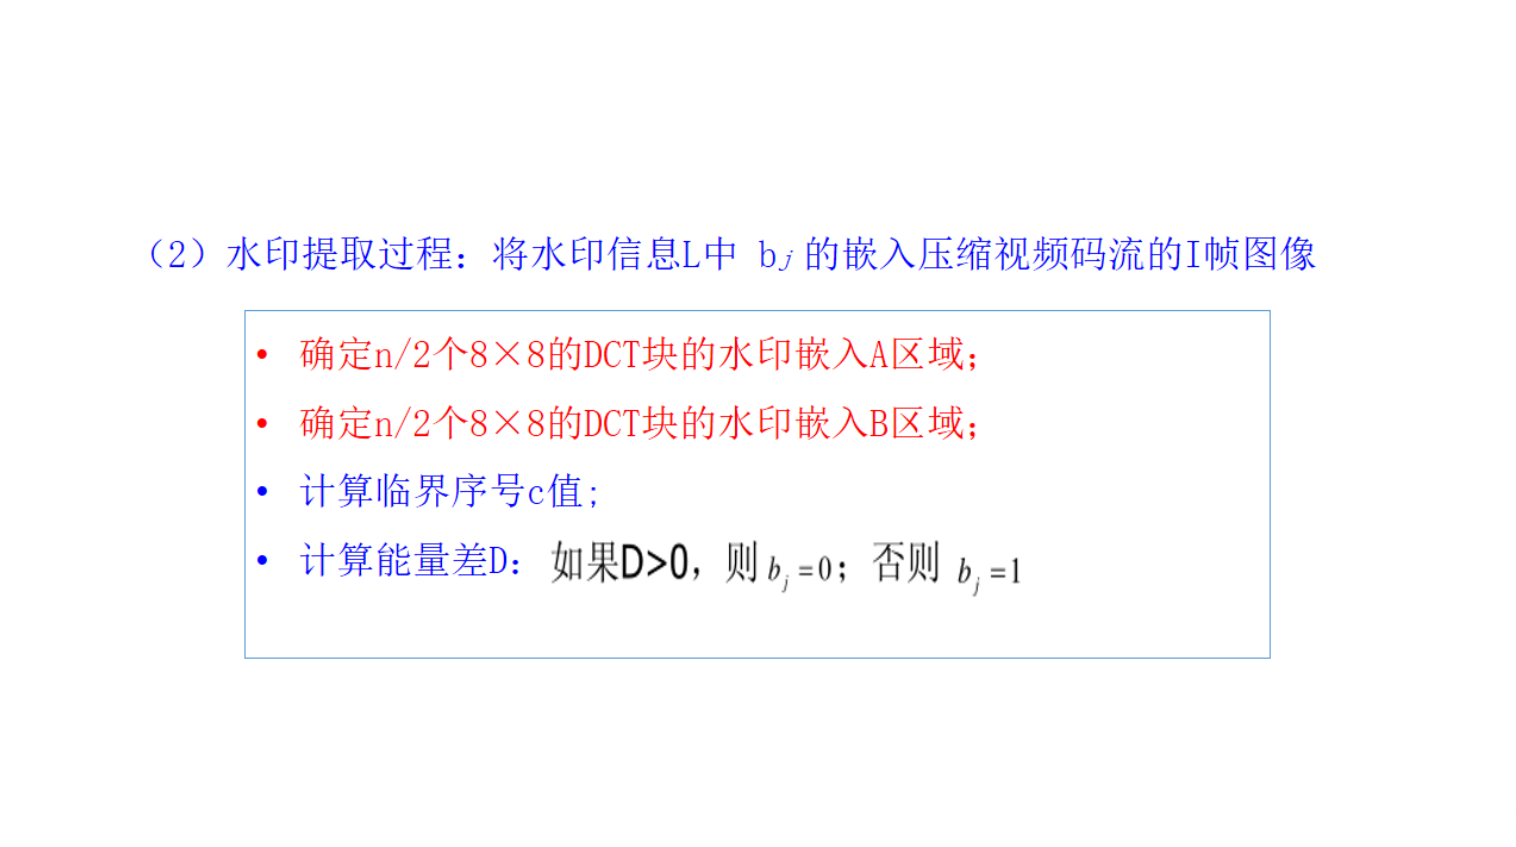 （2）水印提取过程：将水印信息L中 bj 的嵌入压缩视频码流的I帧图像
• 确定n/2个8×8的DCT块的水印嵌入A区域；
• 确定n/2个8×8的DCT块的水印嵌入B区域；
• 计算临界序号c值;
• 计算能量差D：如果D>0，则 bj =0；否则 bj =1